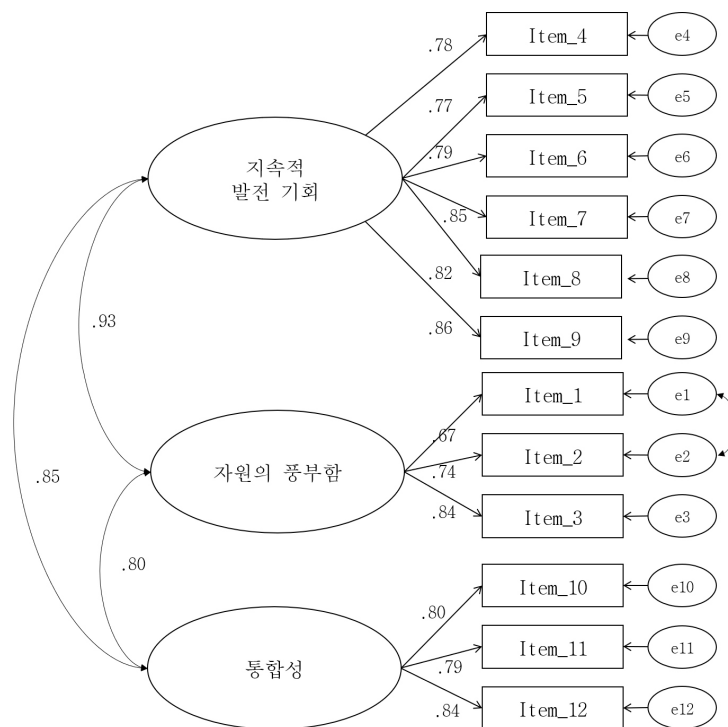 .78
Item_4
e4
.77
Item_5
e5
.79
Item_6
e6
지속적
발전 기회
.85
Item_7
e7
.82
Item_8
e8
.86
Item_9
e9
.93
.67
Item_1
e1
.74
Item_2
e2
자원의 풍부함
.84
Item_3
e3
.85
.80
.80
Item_10
e10
.79
Item_11
e11
통합성
.84
Item_12
e12